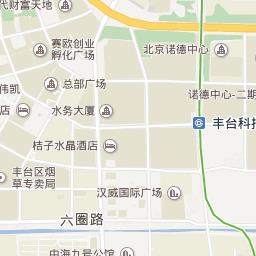 代财富天地
赛欧创业
孵化广场
北京诺德中心
伟凯
总部广场
诺德中心-二期
店
水务大厦
丰台科技
桔子水晶酒店
丰台区烟
草专卖局
汉威国际广场
六圈路
中海九号公馆